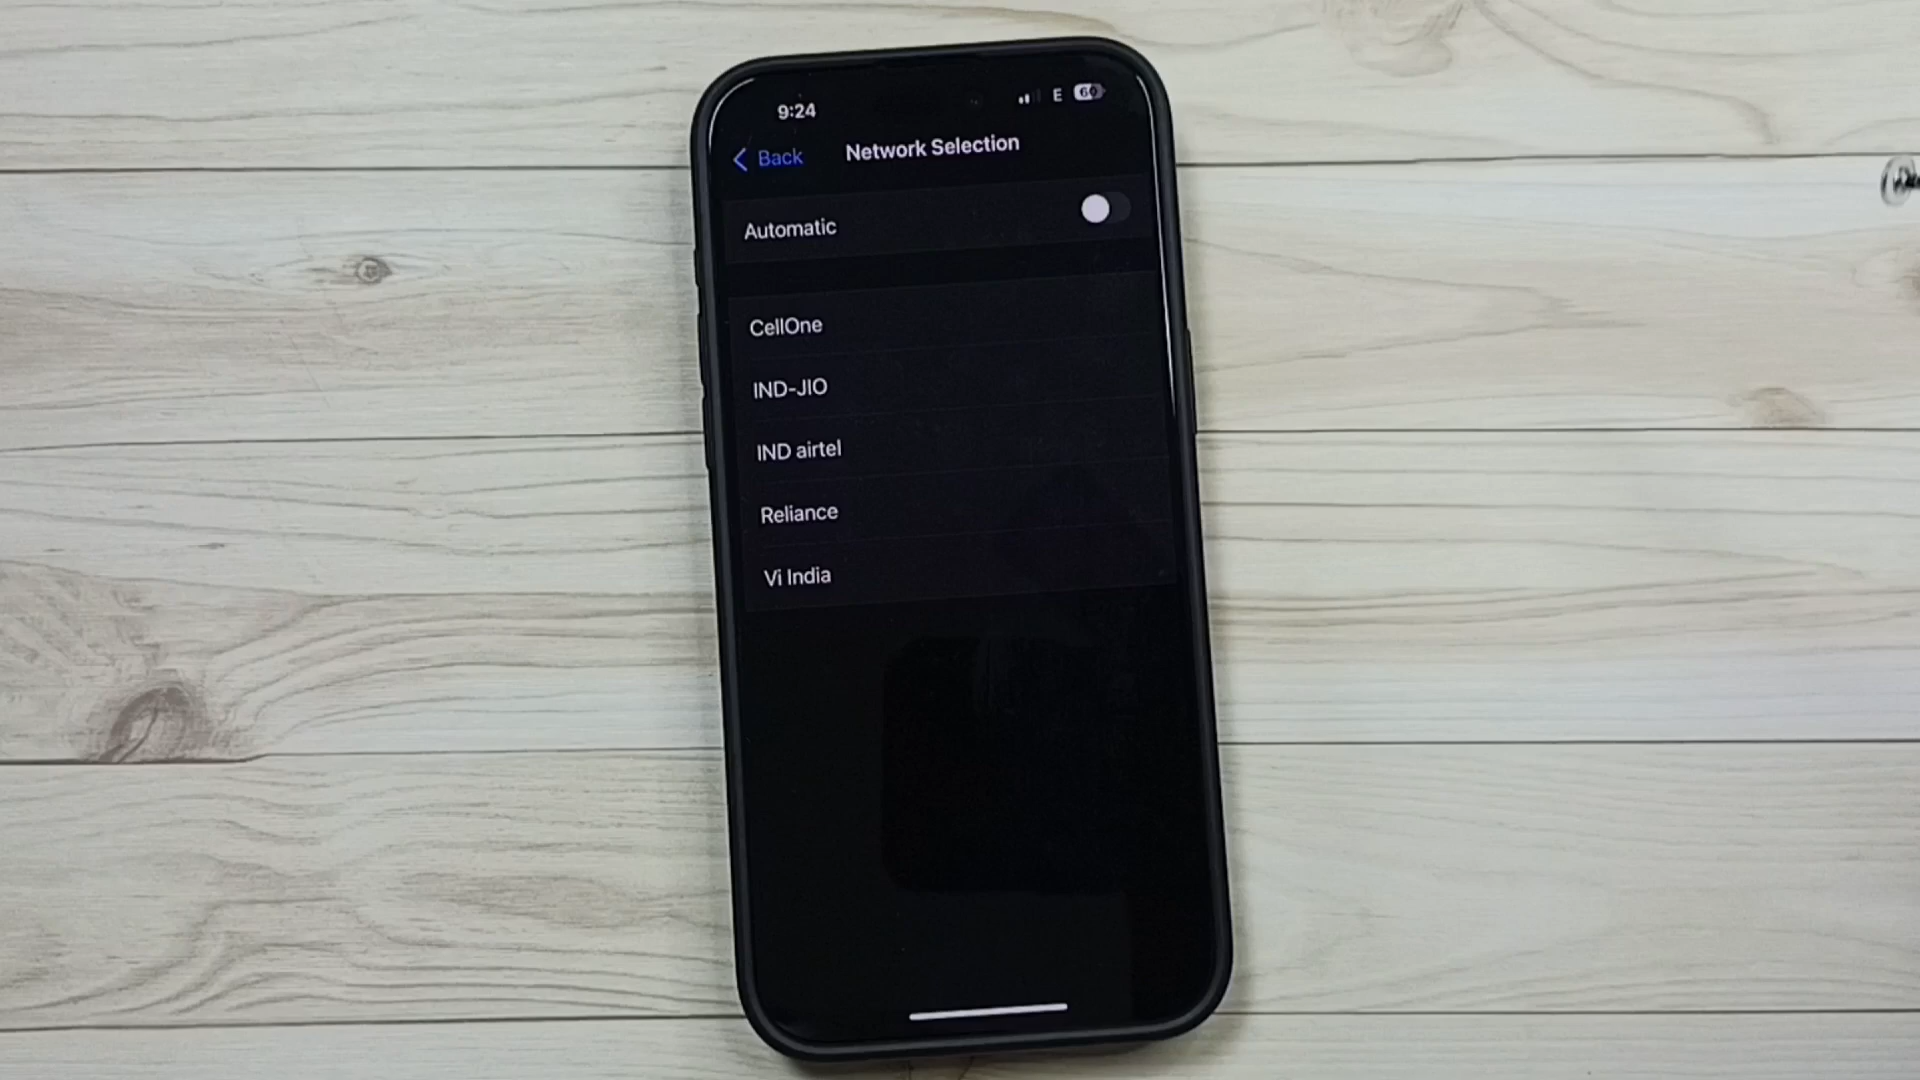 9:24
E
Back
Network Selection
Automatic
CellOne
IND-JIO
IND airtel
Reliance
Vi India